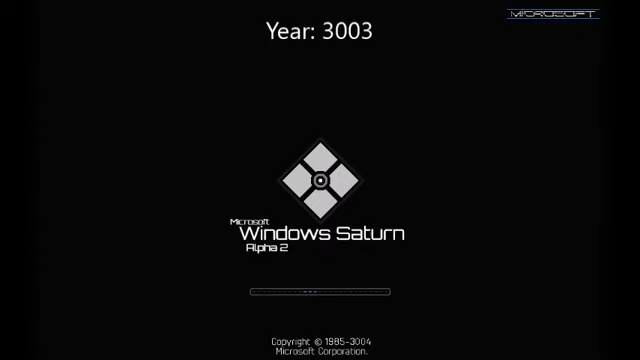 MICROSOFT
Year: 3003
Microsoft
Windows Saturn
Alpha 2
Copyright © 1985-3004
Microsoft Corporation.